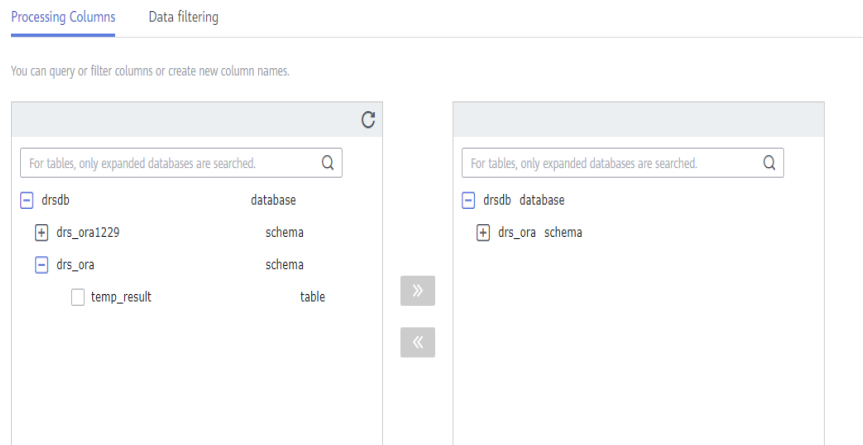 Processing Columns Data filtering
You can query or filter columns or create new column names.
For tables, only expanded databases are searched.
drsdb database
drs_ora1229 schema
drs_ora schema
temp_result table
For tables, only expanded databases are searched.
drsdb database
drs_ora schema